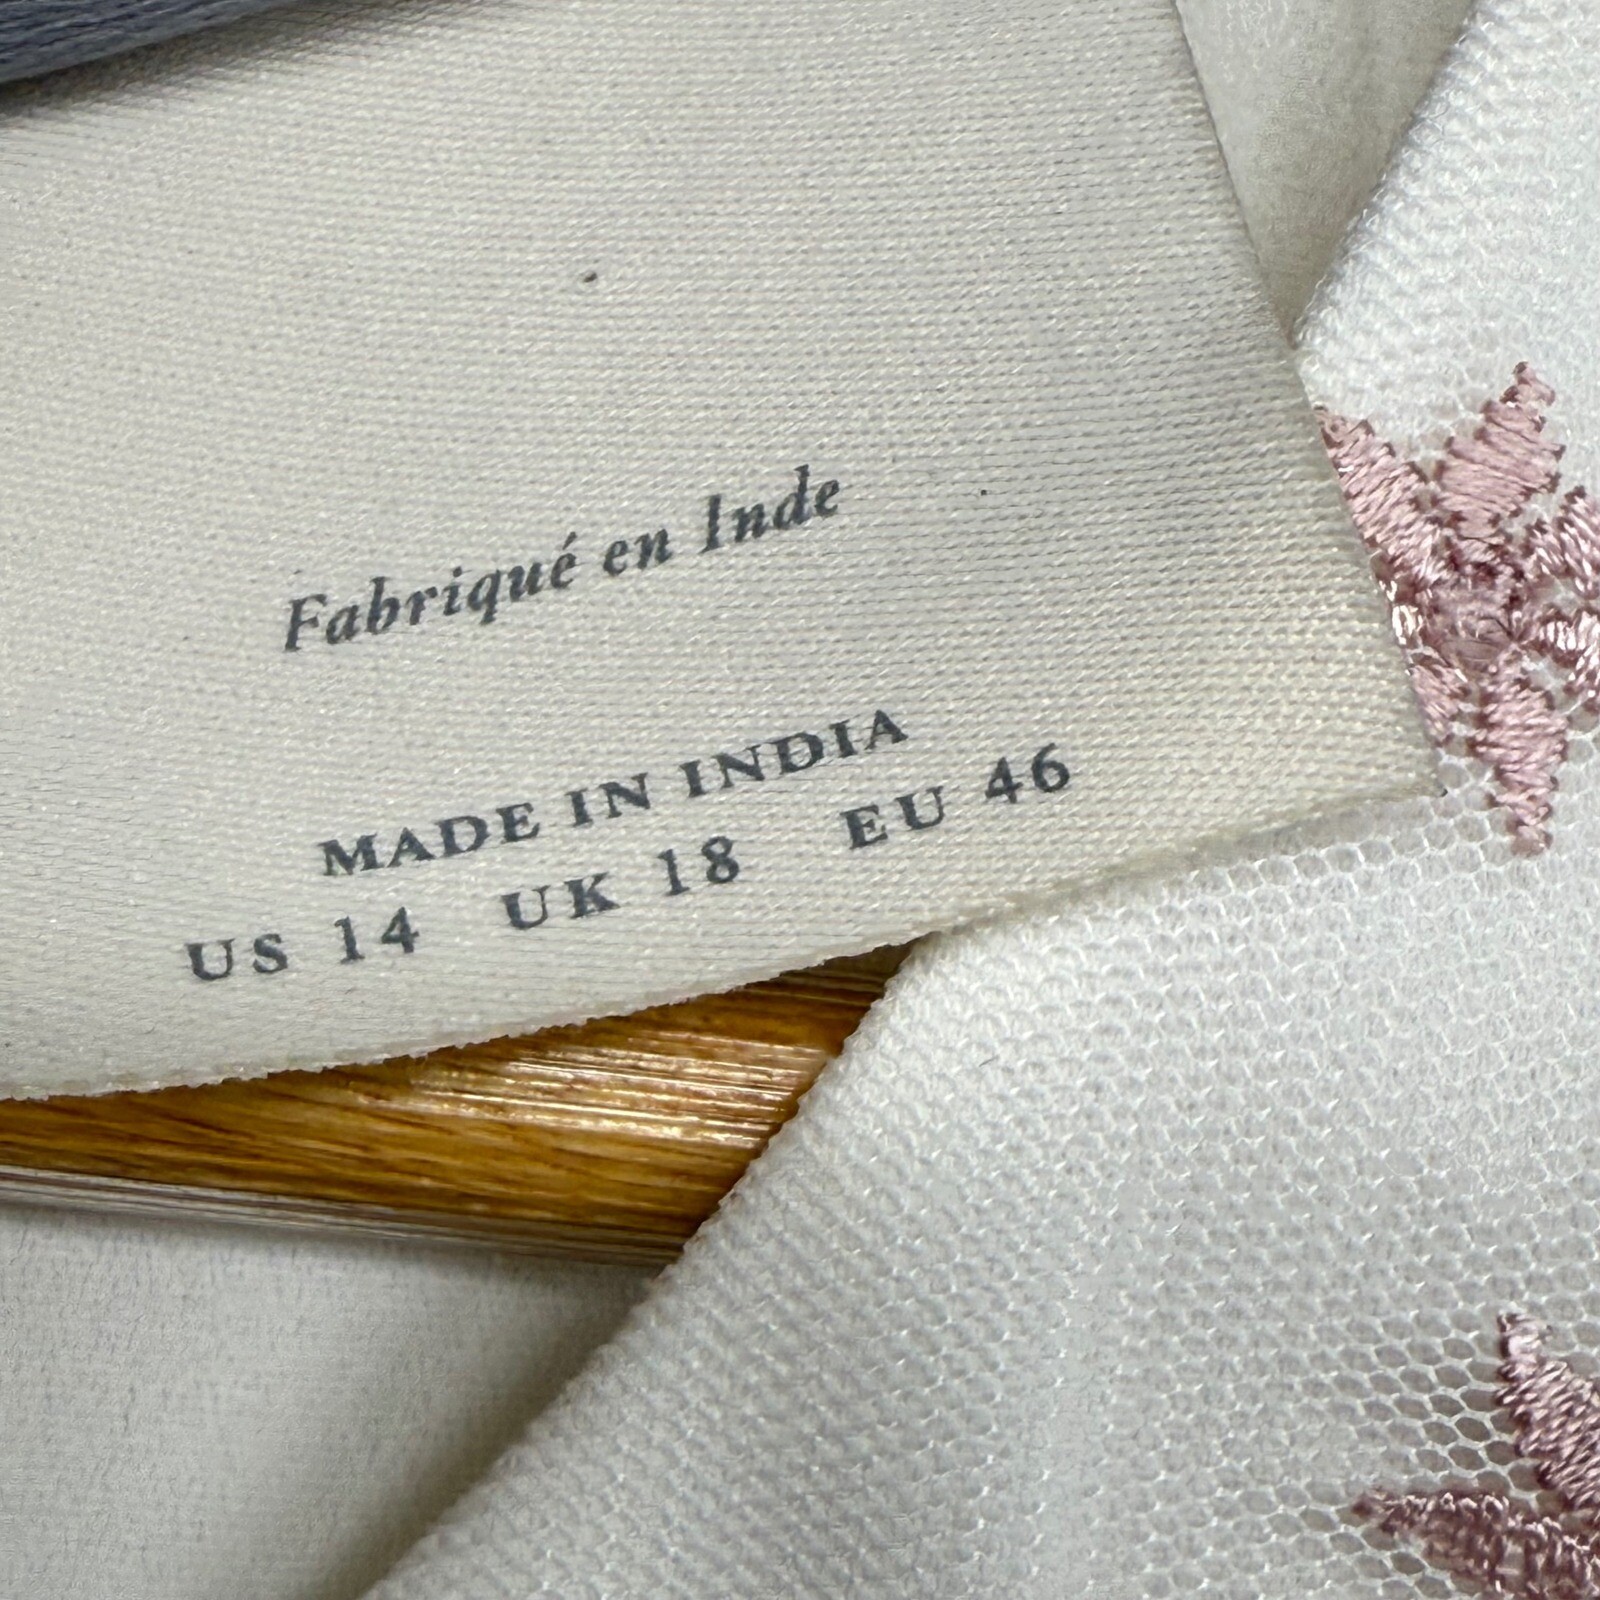 Fabriqué en Inde
MADE IN INDIA
US 14 UK 18 EU 46